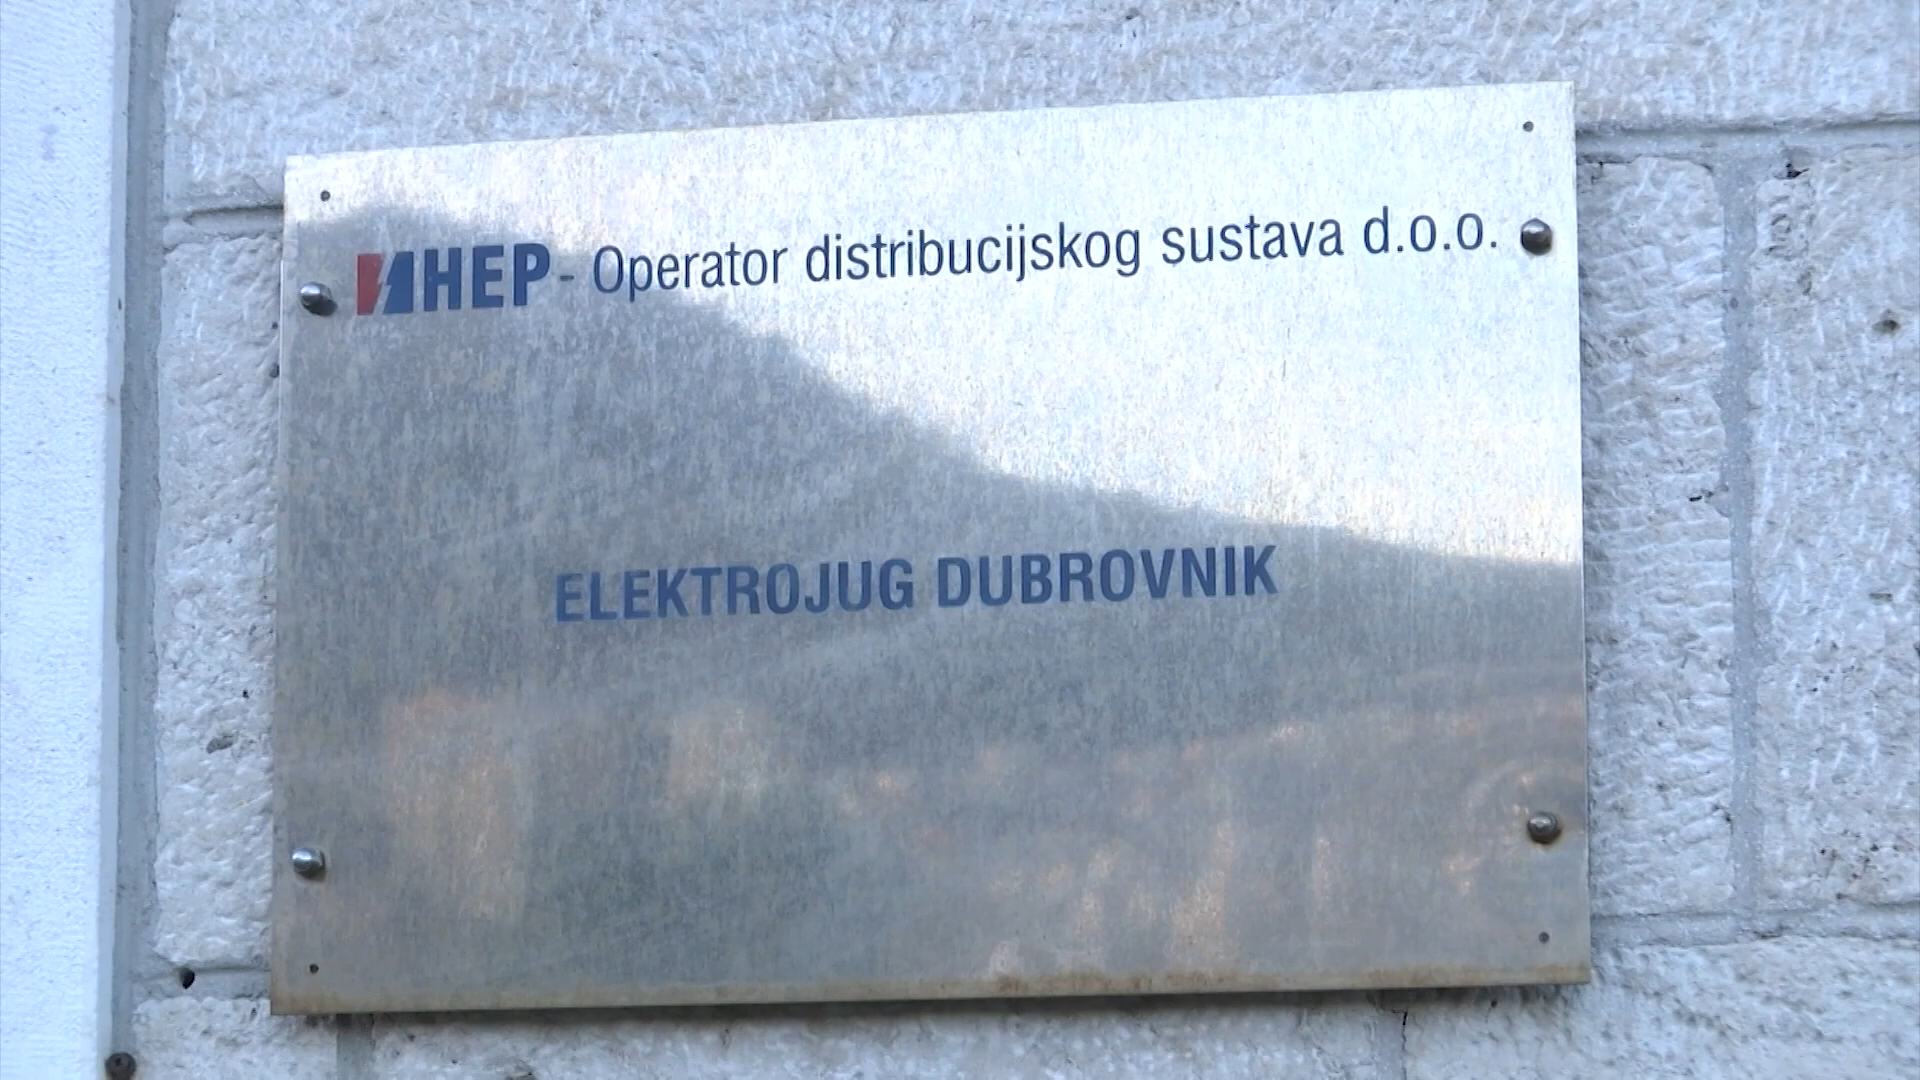 HEP - Operator distribucijskog sustava d.o.o.
ELEKTROJUG DUBROVNIK